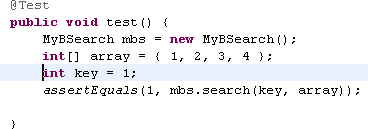 @Test
public void test() {
MyBSearch mbs = new MyBSearch();
int[] array = { 1, 2, 3, 4 };
int key = 1;
assertEquals(1, mbs.search(key, array));
}